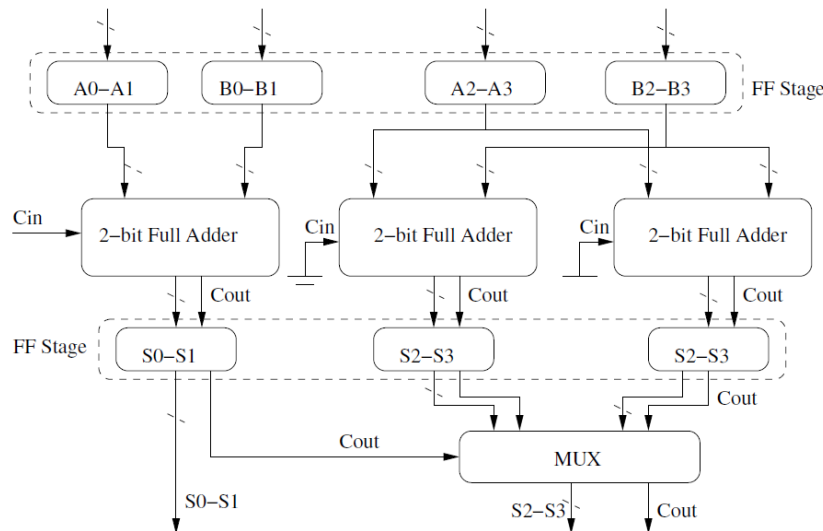 A0−A1
B0−B1
A2−A3
B2−B3
FF Stage
Cin
2−bit Full Adder
Cin
2−bit Full Adder
Cin
2−bit Full Adder
Cout
Cout
Cout
FF Stage
S0−S1
S2−S3
S2−S3
Cout
Cout
MUX
S0−S1
S2−S3
Cout